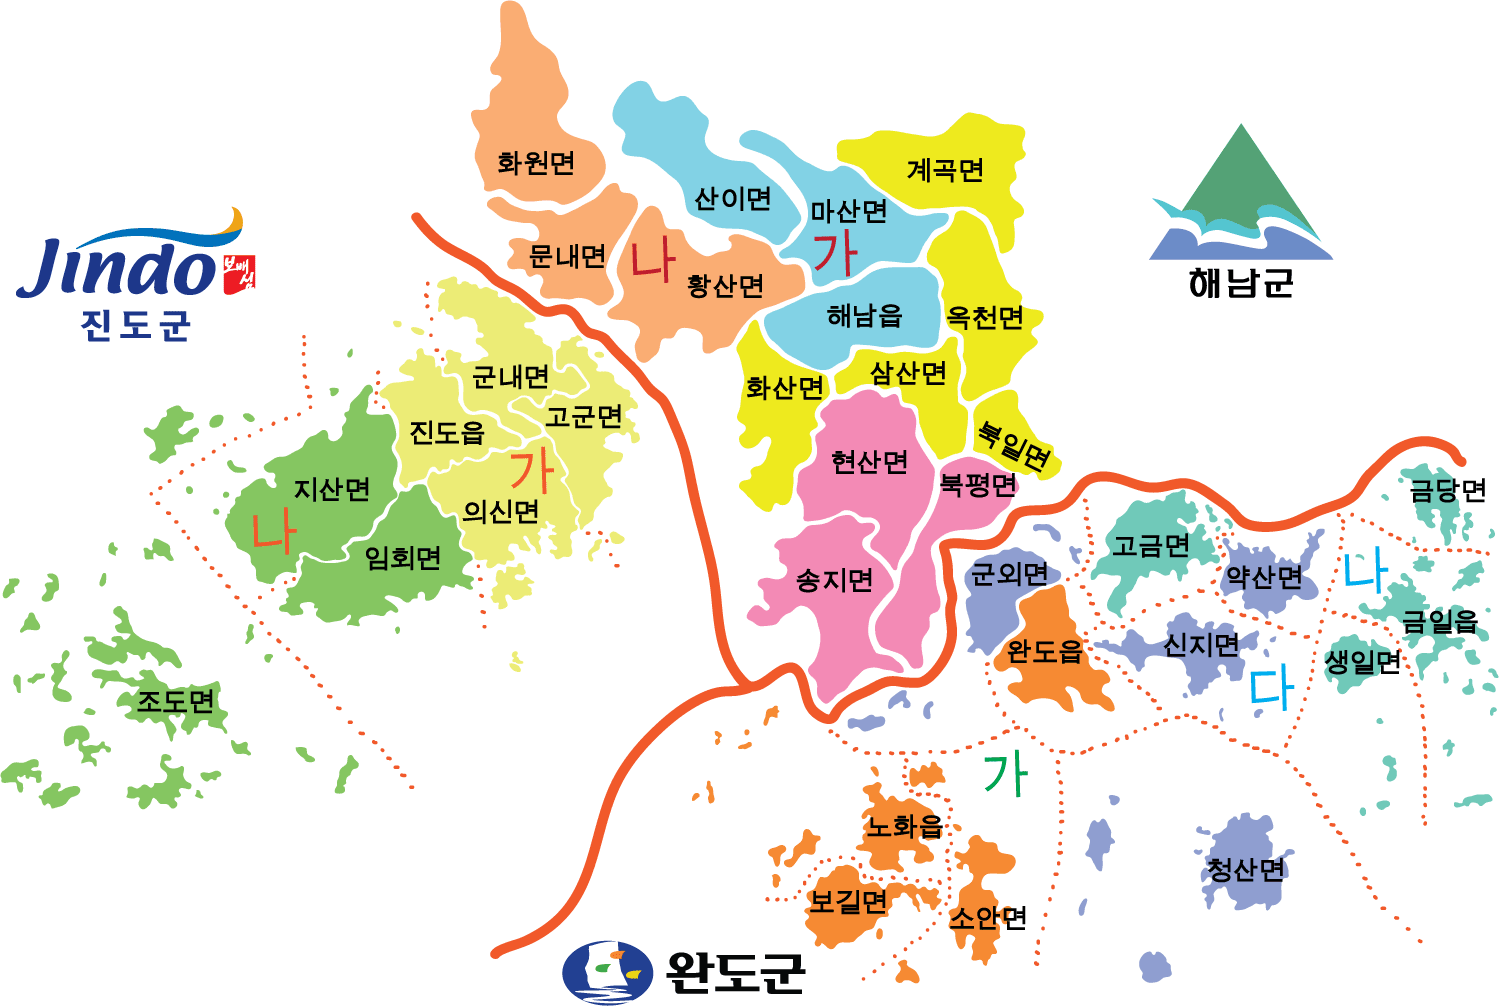 화원면
산이면
계곡면
마산면
문내면
나
황산면
가
해남군
Jindo
보배섬
진도군
해남읍
옥천면
군내면
화산면
삼산면
고군면
진도읍
북일면
가
현산면
북평면
지산면
의신면
금당면
나
임회면
고금면
송지면
군외면
약산면
나
완도읍
신지면
금일읍
생일면
다
조도면
가
노화읍
보길면
소안면
청산면
완도군